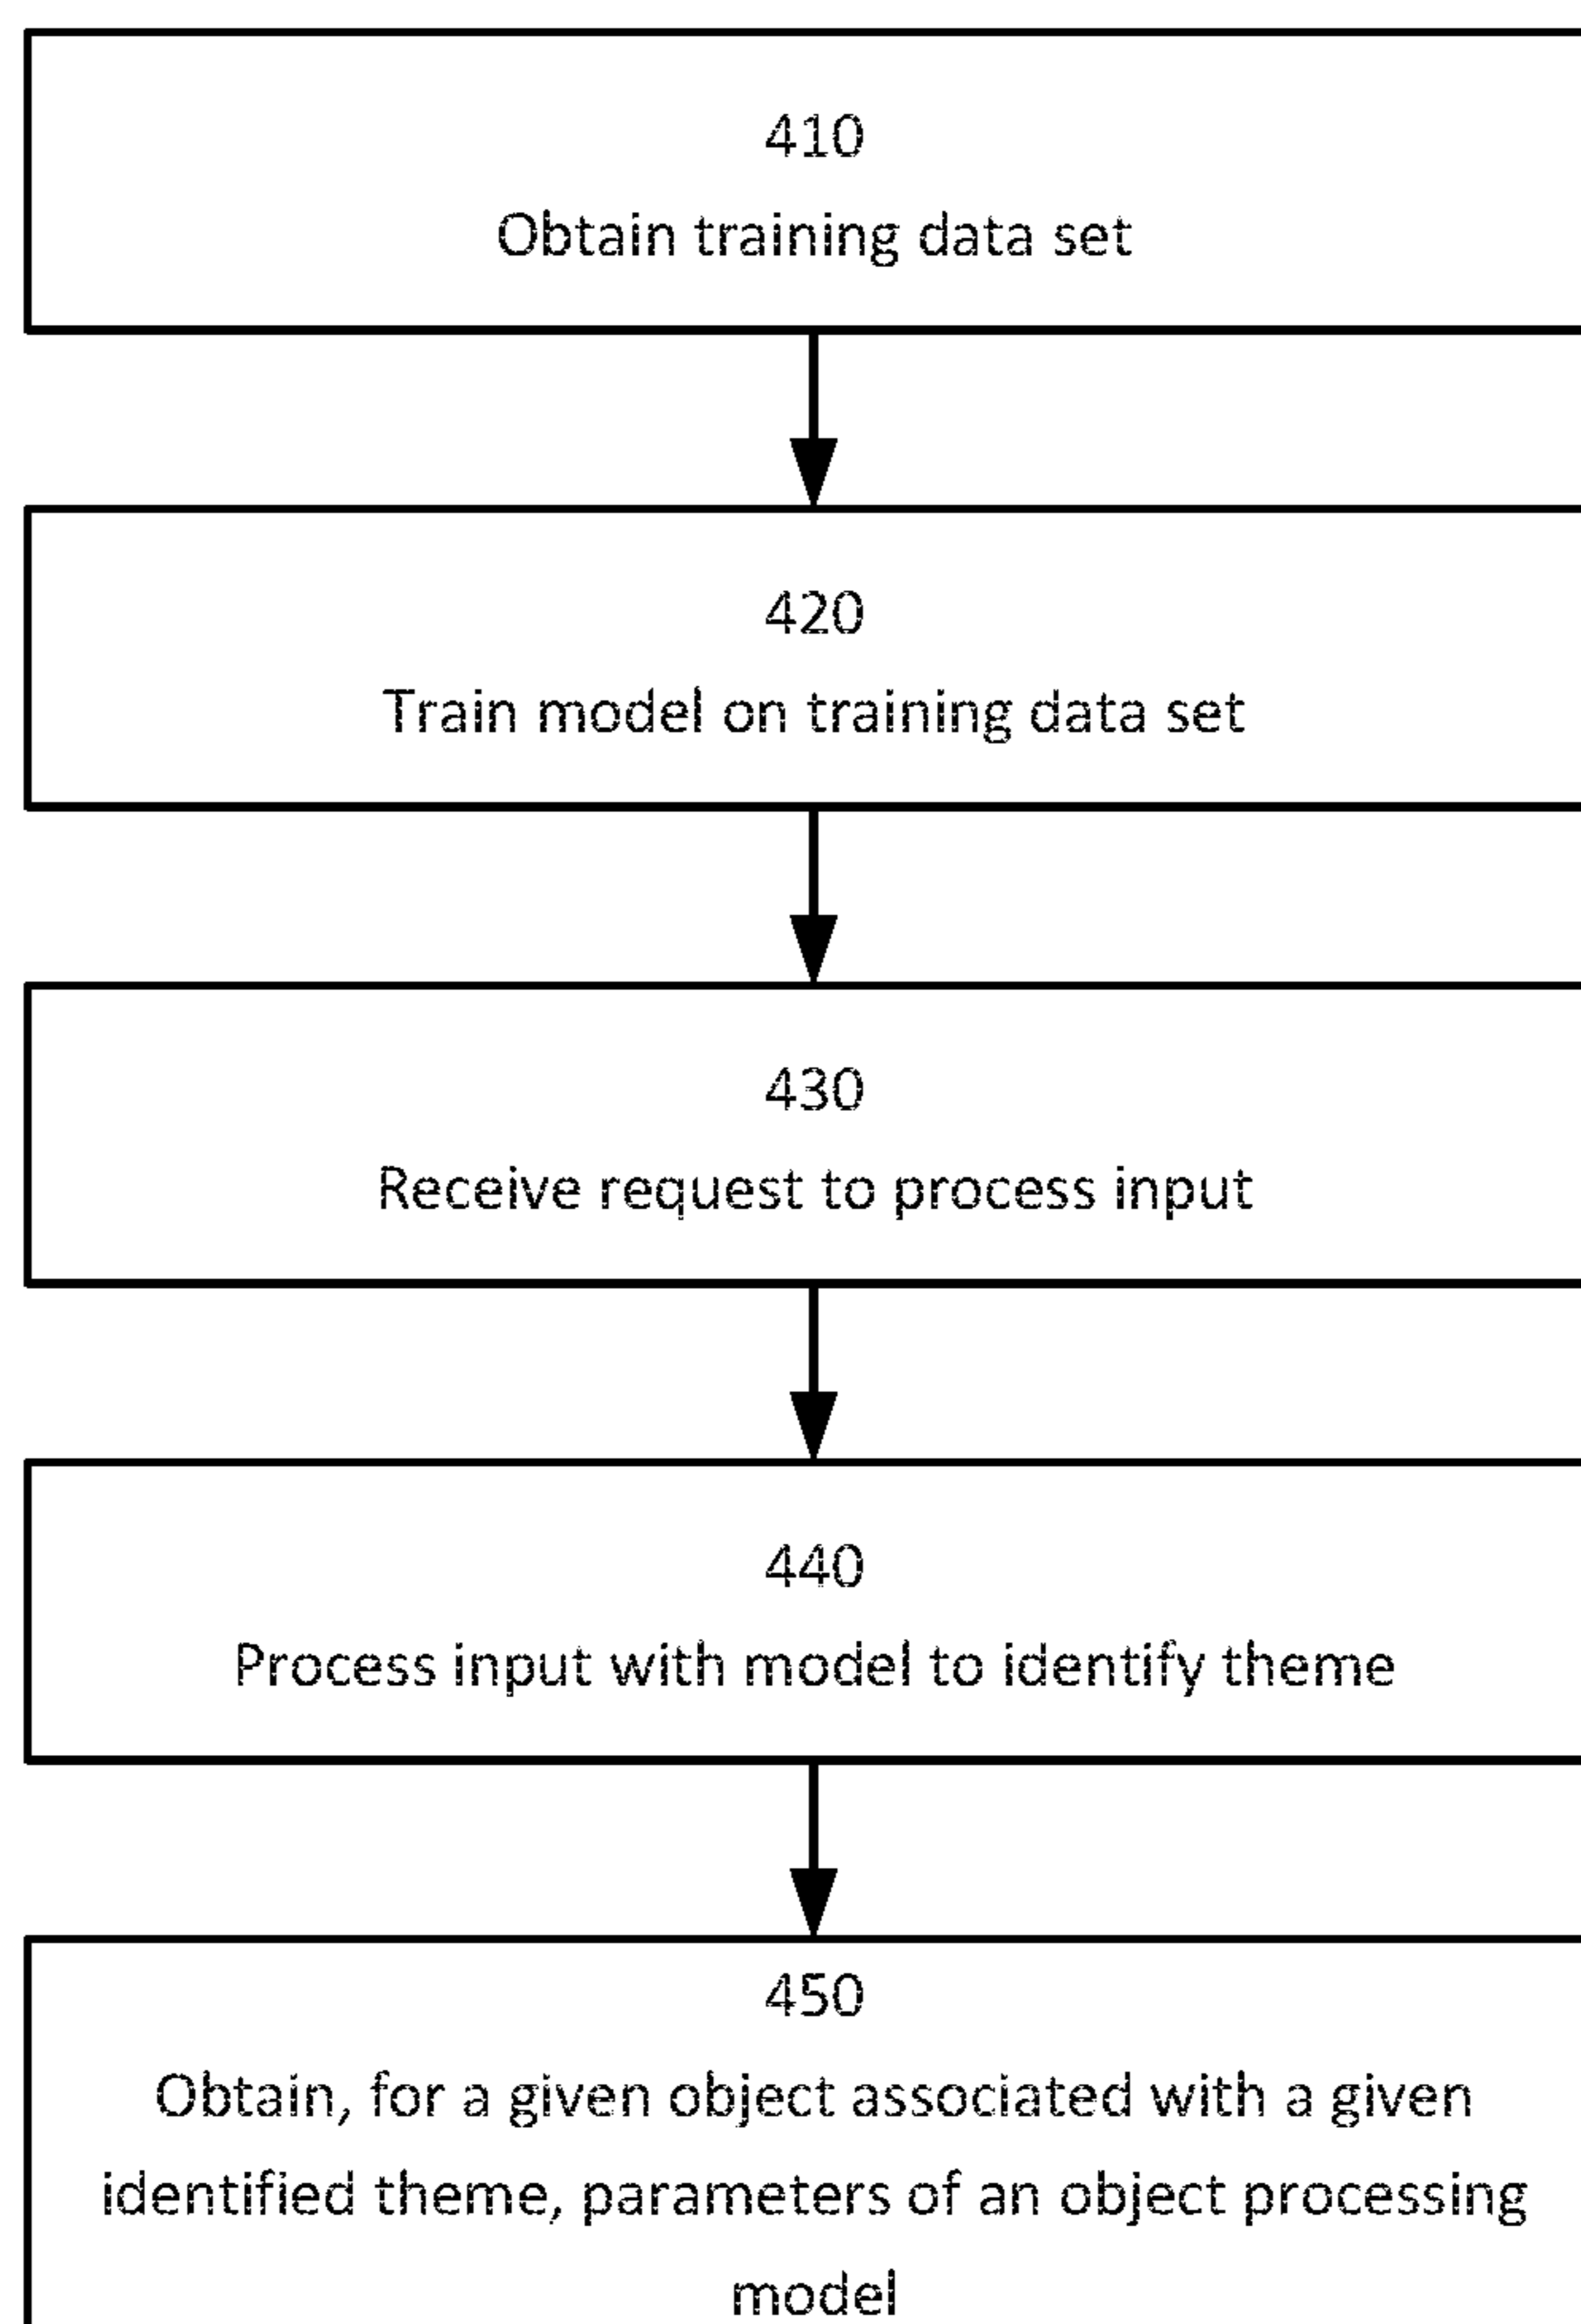 410
Obtain training data set
420
Train model on training data set
430
Receive request to process input
440
Process input with model to identify theme
450
Obtain, for a given object associated with a given
identified theme, parameters of an object processing
model